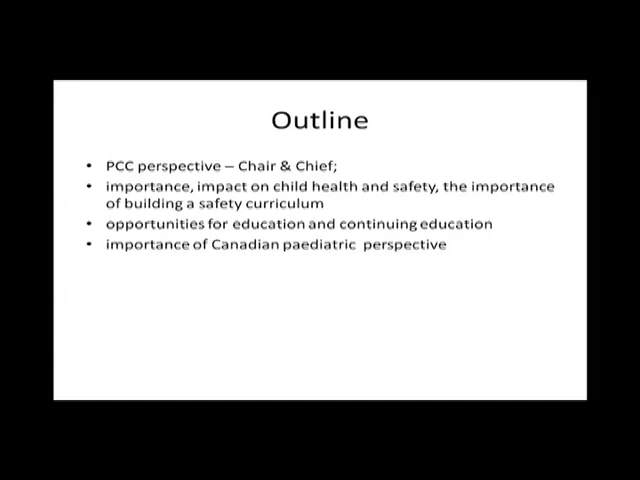 Outline
• PCC perspective – Chair & Chief;
• importance, impact on child health and safety, the importance
of building a safety curriculum
• opportunities for education and continuing education
• importance of Canadian paediatric  perspective